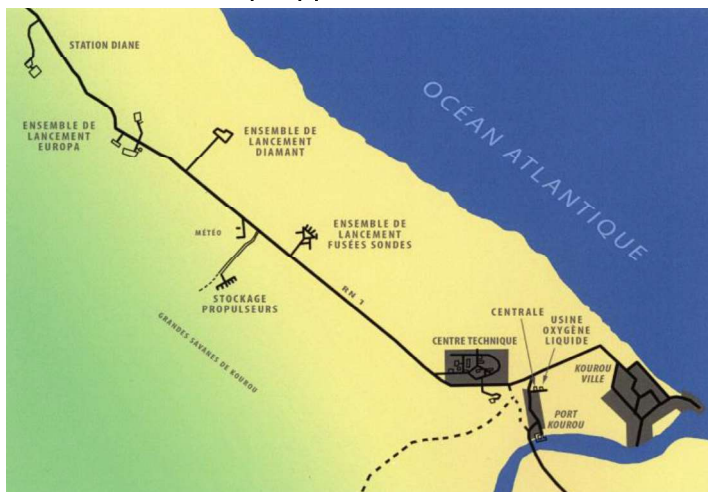 STATION DIANE
ENSEMBLE DE
LANCEMENT
EUROPA
ENSEMBLE DE
LANCEMENT
DIAMANT
OCÉAN ATLANTIQUE
MÉTÉO
ENSEMBLE DE
LANCEMENT
FUSÉES SONDES
STOCKAGE
PROPULSEURS
RN 1
GRANDES SAVANES DE KOUROU
CENTRALE
USINE
OXYGÈNE
LIQUIDE
CENTRE TECHNIQUE
KOUROU
VILLE
PORT
KOUROU